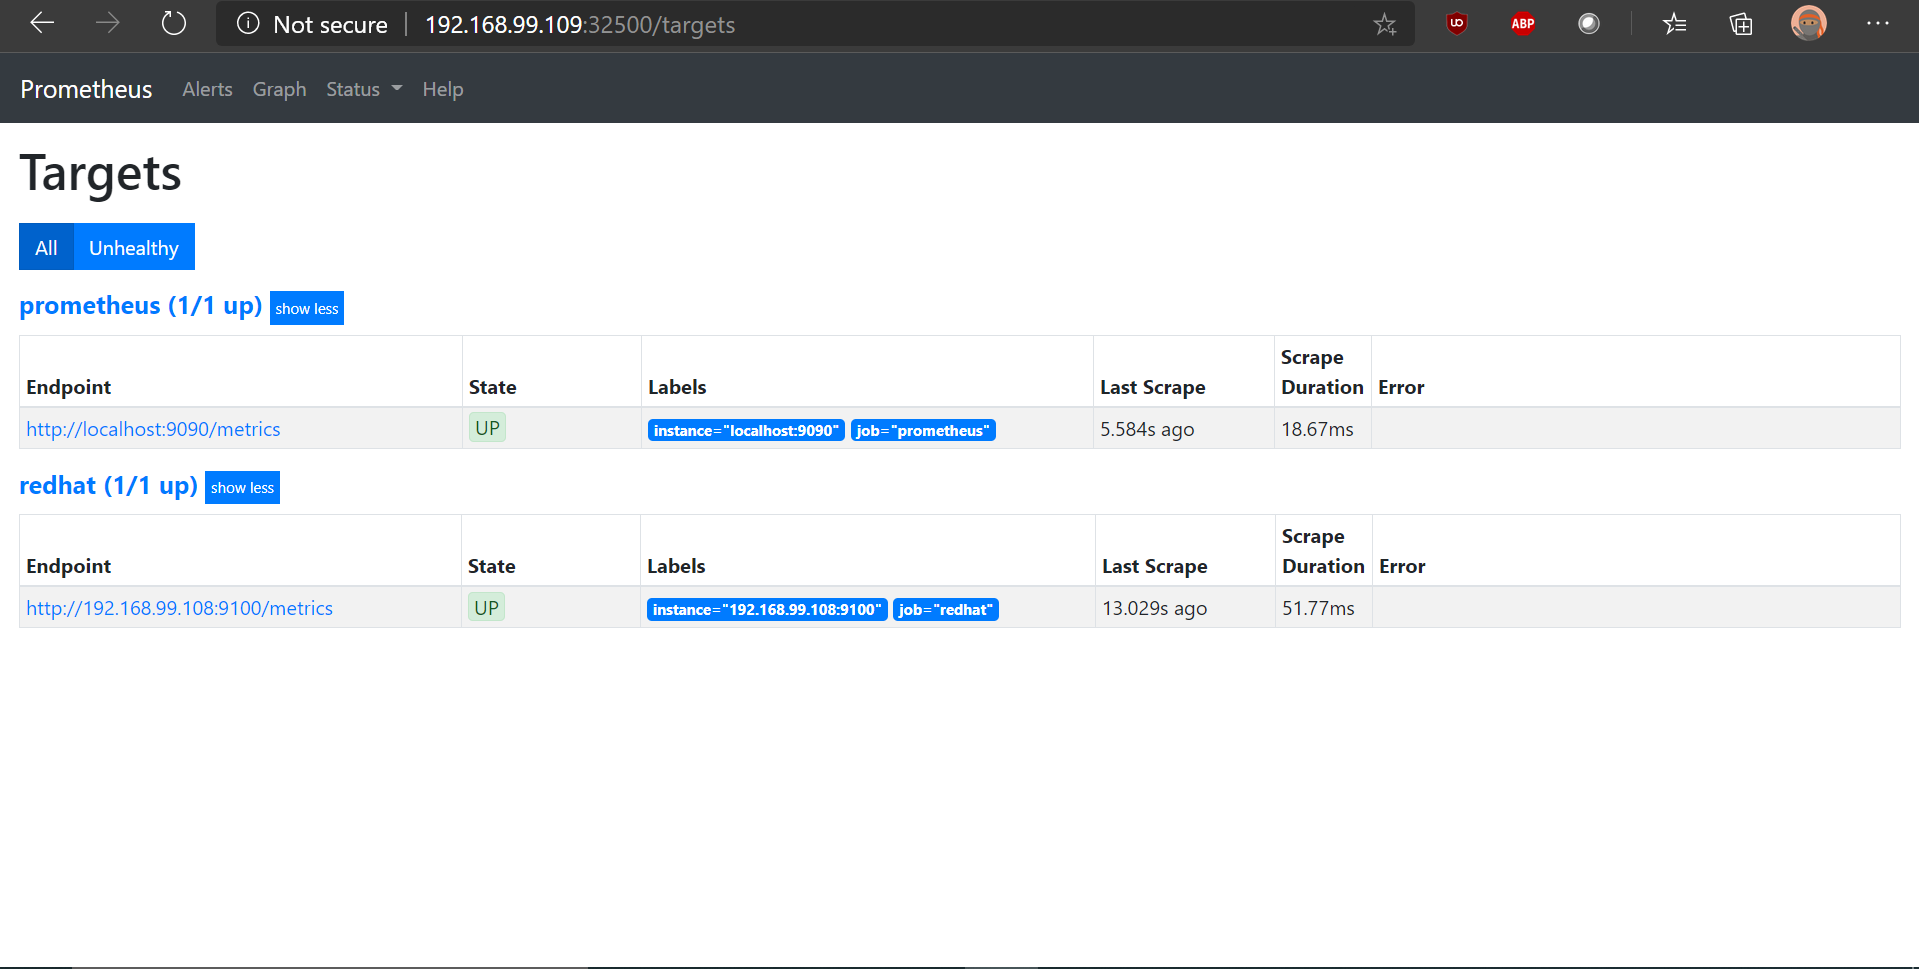 Not secure | 192.168.99.109:32500/targets
ABP
Prometheus Alerts Graph Status Help
Targets
All Unhealthy
prometheus (1/1 up) show less
Endpoint State Labels Last Scrape Scrape Duration Error
http://localhost:9090/metrics UP instance="localhost:9090" job="prometheus" 5.584s ago 18.67ms
redhat (1/1 up) show less
Endpoint State Labels Last Scrape Scrape Duration Error
http://192.168.99.108:9100/metrics UP instance="192.168.99.108:9100" job="redhat" 13.029s ago 51.77ms